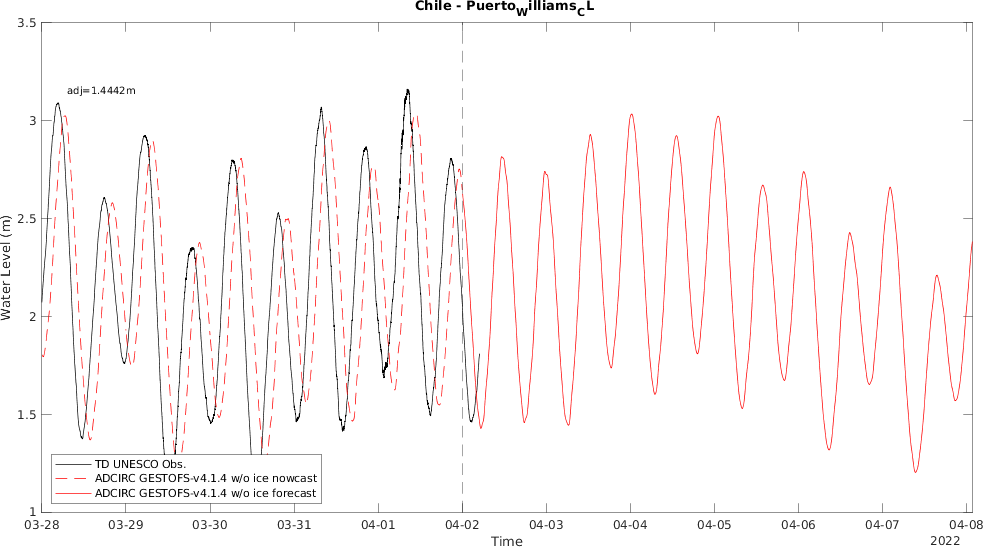 Chile - PuertoWilliamsCL
3.5
adj=1.4442m
3
2.5
Water Level (m)
2
1.5
TD UNESCO Obs.
ADCIRC GESTOFS-v4.1.4 w/o ice nowcast
ADCIRC GESTOFS-v4.1.4 w/o ice forecast
1
03-28 03-29 03-30 03-31 04-01 04-02 04-03 04-04 04-05 04-06 04-07 04-08
Time
2022